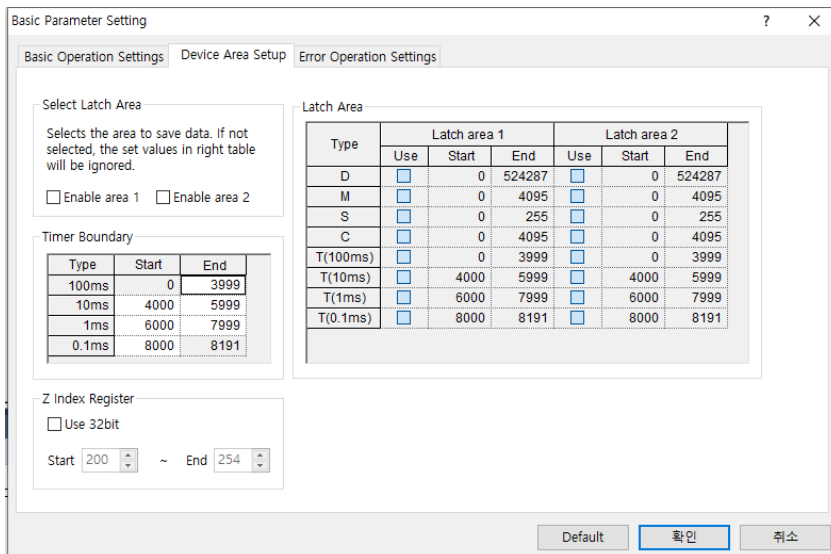 Basic Parameter Setting
Basic Operation Settings Device Area Setup Error Operation Settings
Select Latch Area
Selects the area to save data. If not
selected, the set values in right table
will be ignored.
Enable area 1 Enable area 2
Timer Boundary
Type Start End
100ms 0 3999
10ms 4000 5999
1ms 6000 7999
0.1ms 8000 8191
Z Index Register
Use 32bit
Start 200 ~ End 254
Latch Area
Type Latch area 1 Latch area 2
Use Start End Use Start End
D 0 524287 0 524287
M 0 4095 0 4095
S 0 255 0 255
C 0 4095 0 4095
T(100ms) 0 3999 0 3999
T(10ms) 4000 5999 4000 5999
T(1ms) 6000 7999 6000 7999
T(0.1ms) 8000 8191 8000 8191
Default 확인 취소